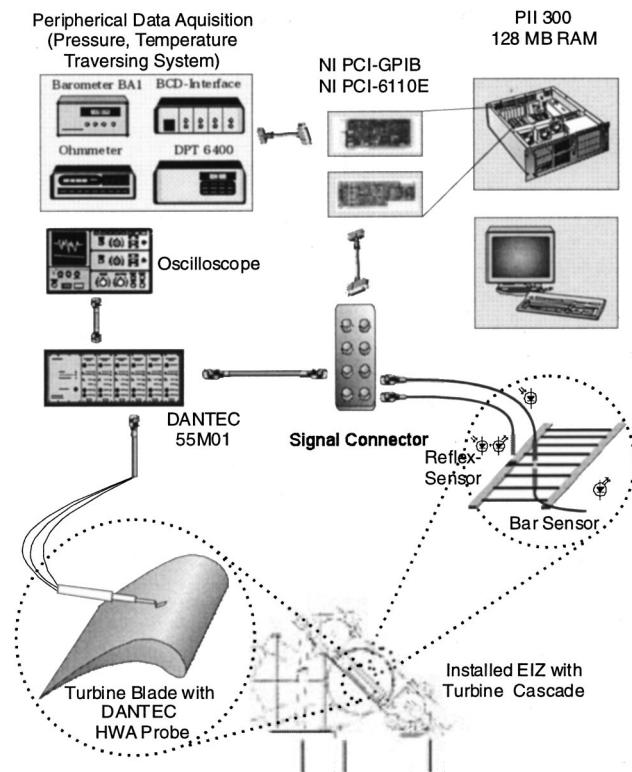 Peripherical Data Aquisition
(Pressure, Temperature
Traversing System)
PII 300
128 MB RAM
NI PCI-GPIB
NI PCI-6110E
Barometer BA1
BCD-Interface
Ohmmeter
DPT 6400
Oscilloscope
DANTEC
55M01
Signal Connector
Reflex-
Sensor
Bar Sensor
Turbine Blade with
DANTEC
HWA Probe
Installed EIZ with
Turbine Cascade